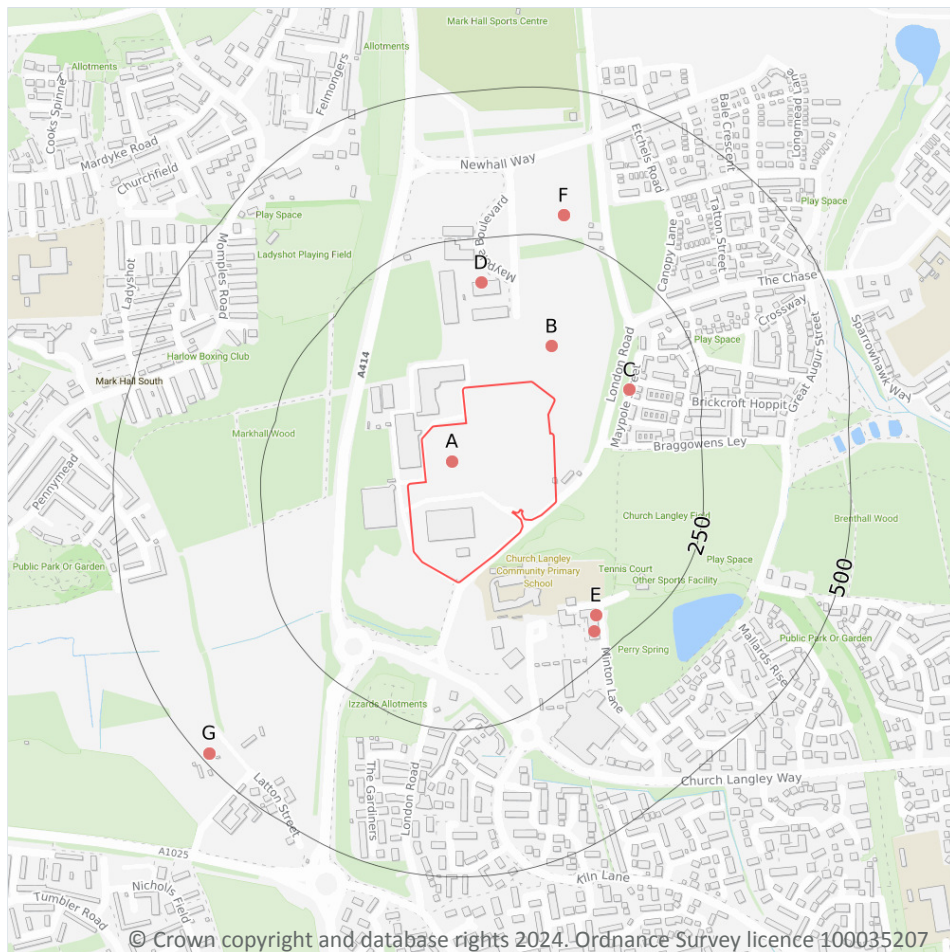 Mark Hall Sports Centre
Allotments
Allotments
Cooks Spinney
Felmongers
Mardyke Road
Churchfield
Newhall Way
Etchels Road
Bale Crescent
Longmead Lane
Play Space
Ladyshot Playing Field
Momples Road
Ladyshot
F
Maypole Boulevard
D
Canopy Lane
Tatton Street
Play Space
The Chase
Crossway
B
A414
Harlow Boxing Club
Mark Hall South
London Road
Play Space
Great Augur Street
Sparrowhawk Way
C
Maypole Street
Brickcroft Hoppit
Braggowens Ley
Markhall Wood
A
Pennymead
Church Langley Field
250
Brenthall Wood
Public Park Or Garden
Church Langley
Community Primary
School
Tennis Court
Other Sports Facility
Play Space
500
E
Perry Spring
Minton Lane
Mallards Rise
Public Park Or Garden
Izzards Allotments
G
Latton Street
The Gardiners
London Road
Church Langley Way
A1025
Nicholls Field
Tumbler Road
Kiln Lane
© Crown copyright and database rights 2024. Ordnance Survey licence 100035207